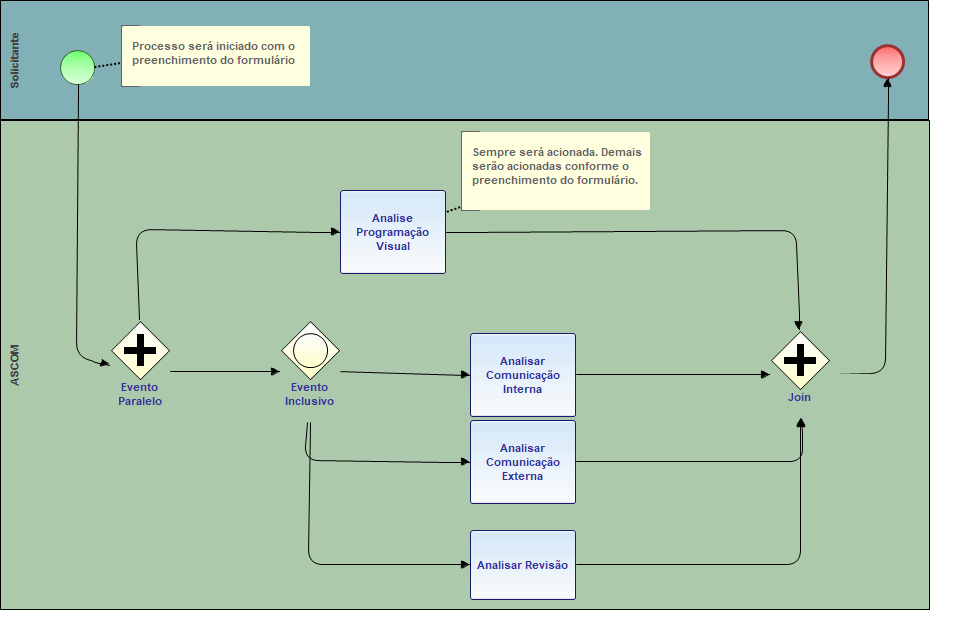 Solicitante
Processo será iniciado com o
preenchimento do formulário
ASCOM
Sempre será acionada. Demais
serão acionadas conforme o
preenchimento do formulário.
Analise
Programação
Visual
Evento
Paralelo
Evento
Inclusivo
Analisar
Comunicação
Interna
Join
Analisar
Comunicação
Externa
Analisar Revisão